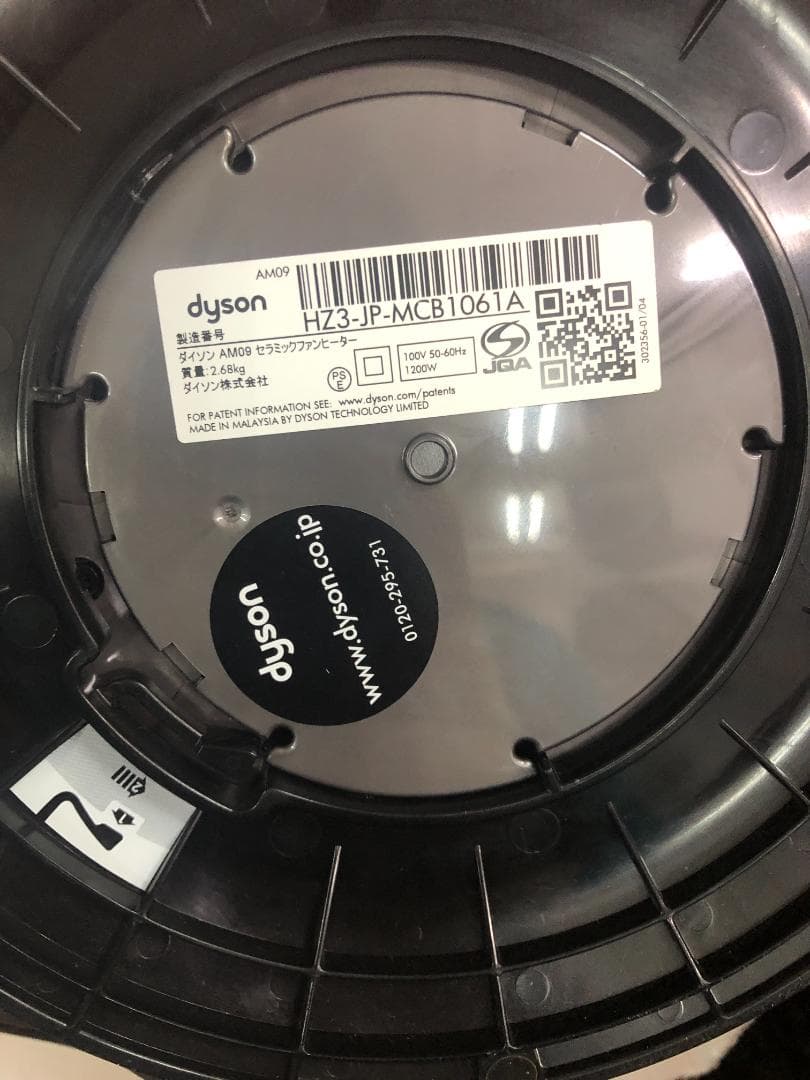 AM09
dyson
HZ3-JP-MCB1061A
製造番号
ダイソン AM09 セラミックファンヒーター
質量:2.68kg
ダイソン株式会社
PS
E
100V 50-60Hz
1200W
JQA
FOR PATENT INFORMATION SEE: www.dyson.com/patents
MADE IN MALAYSIA BY DYSON TECHNOLOGY LIMITED
302356-01/04
dyson
www.dyson.co.jp
0120-295-731
1
2